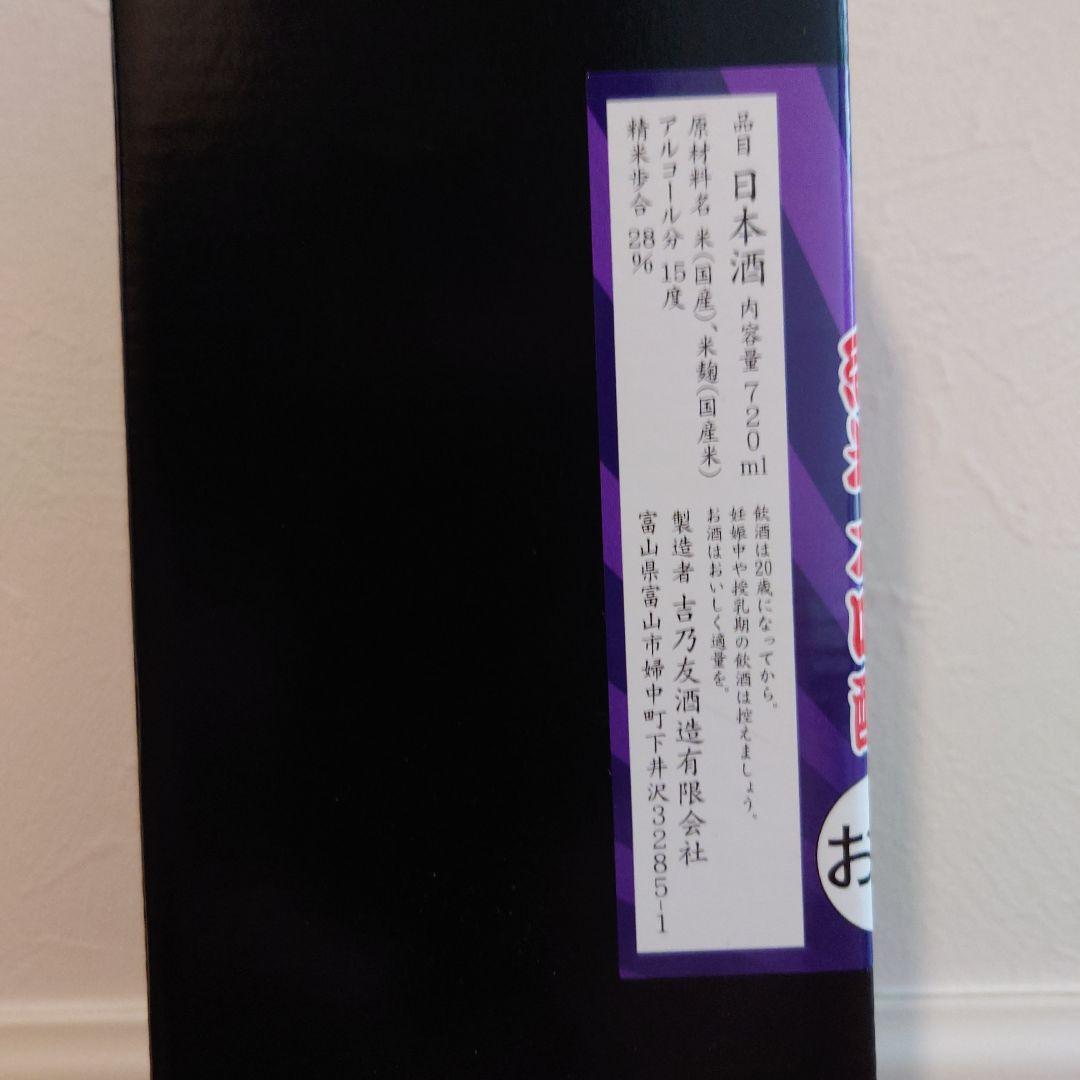 品目 日本酒 内容量 720ml
原材料名 米(国産)、米麹(国産米)
アルコール分 15度
精米歩合 28%
飲酒は20歳になってから。
妊娠中や授乳期の飲酒は控えましょう。
お酒はおいしく適量を。
製造者 吉乃友酒造有限会社
富山県富山市婦中町下井沢3285-1
お